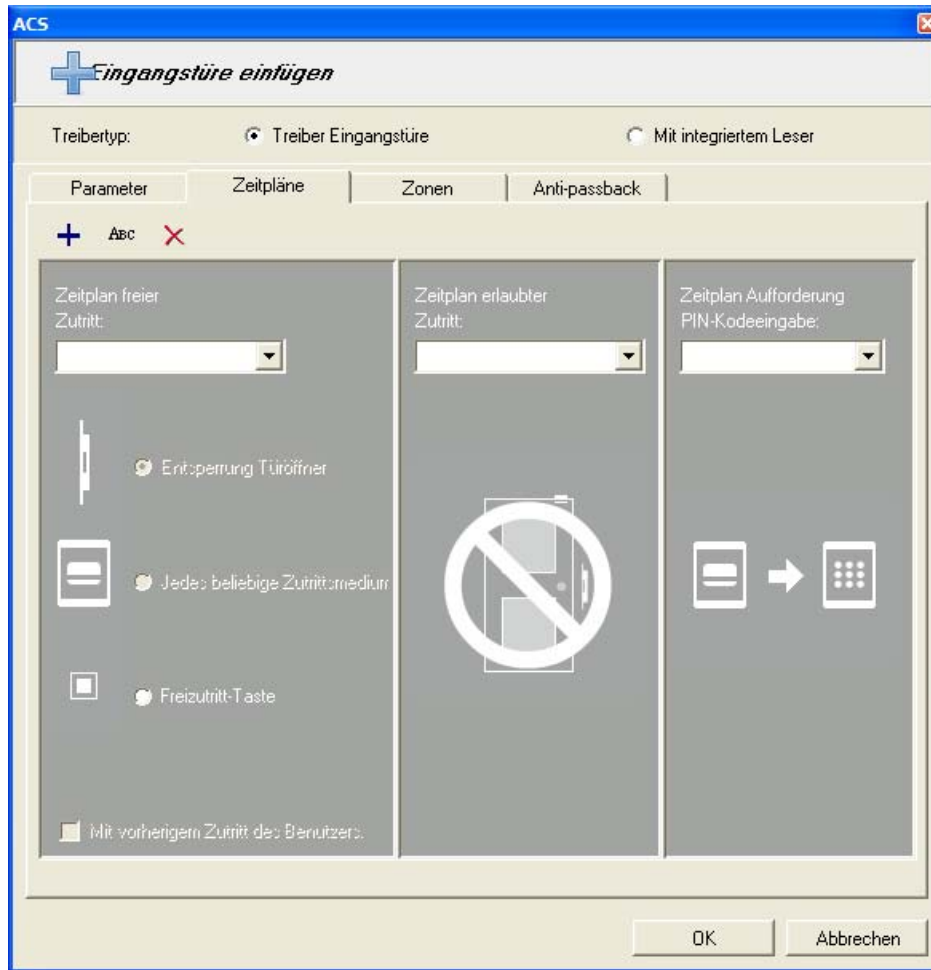 ACS
Eingangstüre einfügen
Treibertyp: Treiber Eingangstüre Mit integriertem Leser
Parameter Zeitpläne Zonen Anti-passback
ABC
Zeitplan freier
Zutritt:
Zeitplan erlaubter
Zutritt:
Zeitplan Aufforderung
PIN-Kodeeingabe:
Entsperrung Türöffner
Jedes beliebige Zutrittsmedium
Freizutritt-Taste
Mit vorherigem Zutritt des Benutzers.
OK Abbrechen